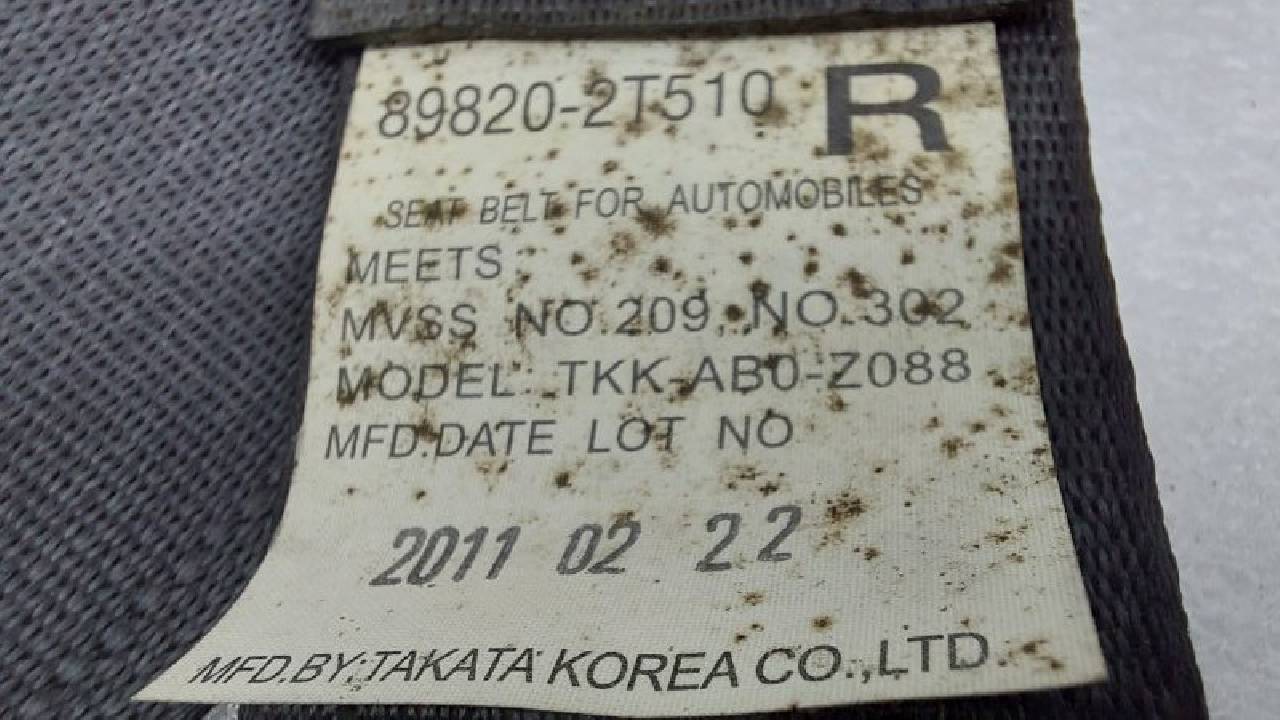 89820-2T510 R
SEAT BELT FOR AUTOMOBILES
MEETS
MVSS NO.209, NO.302
MODEL: TKK-AB0-Z088
MFD.DATE LOT NO
2011 02 22
MFD.BY;TAKATA KOREA CO.,LTD.